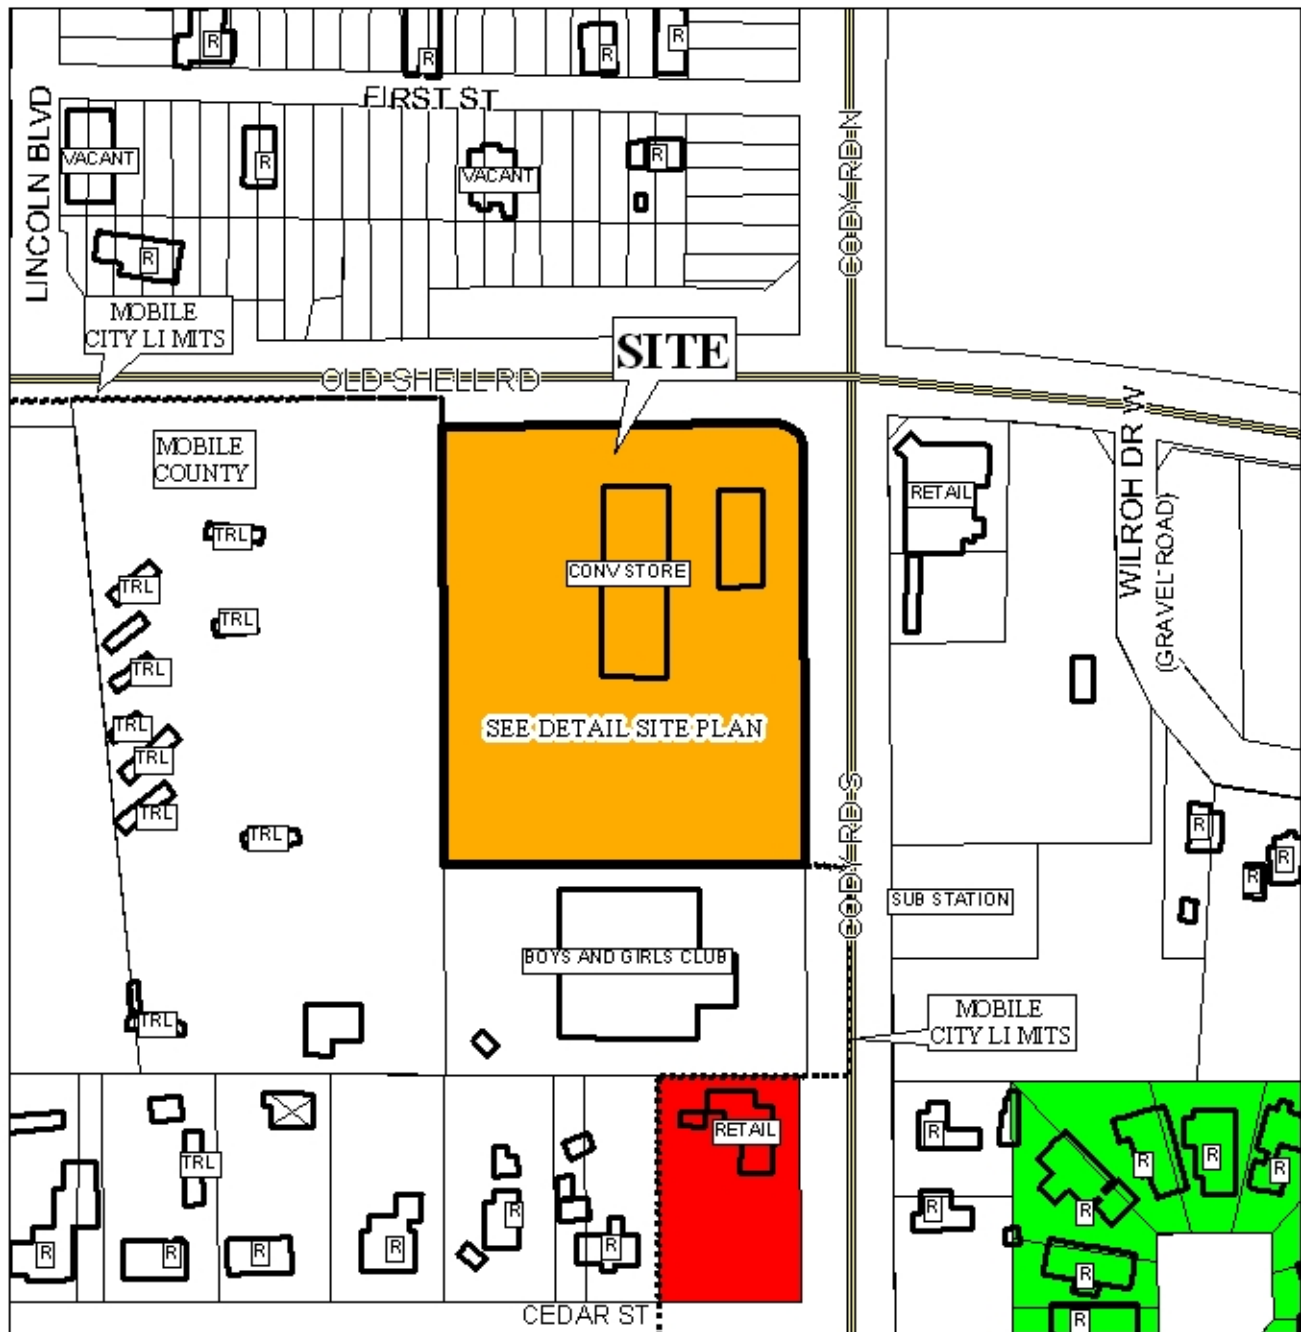 R
R
R
R
FIRST ST
LINCOLN BLVD
VACANT
R
VACANT
R
CODY RD N
R
MOBILE
CITY LIMITS
SITE
OLD SHELL RD
MOBILE
COUNTY
WILROH DR W
(GRAVEL ROAD)
RETAIL
TRL
CONV STORE
TRL
TRL
TRL
TRL
SEE DETAIL SITE PLAN
TRL
TRL
TRL
CODY RD S
R
R
R
SUB STATION
BOYS AND GIRLS CLUB
TRL
MOBILE
CITY LIMITS
RETAIL
R
TRL
R
R
R
R
R
R
R
R
R
R
R
R
R
CEDAR ST
R